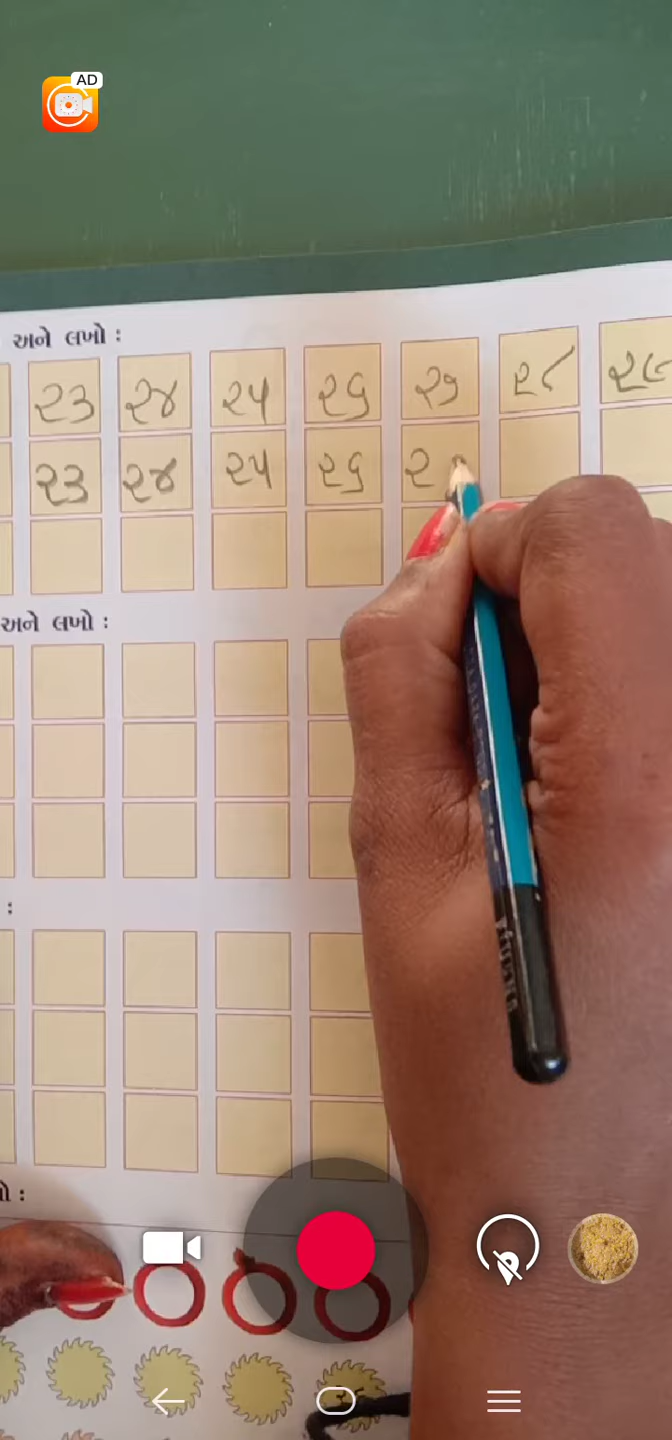 AD
અને લખો :
૨૩ ૨૪ ૨૫ ૨૬ ૨૭ ૨૮ ૨૯
૨૩ ૨૪ ૨૫ ૨૬ ૨
અને લખો :
: